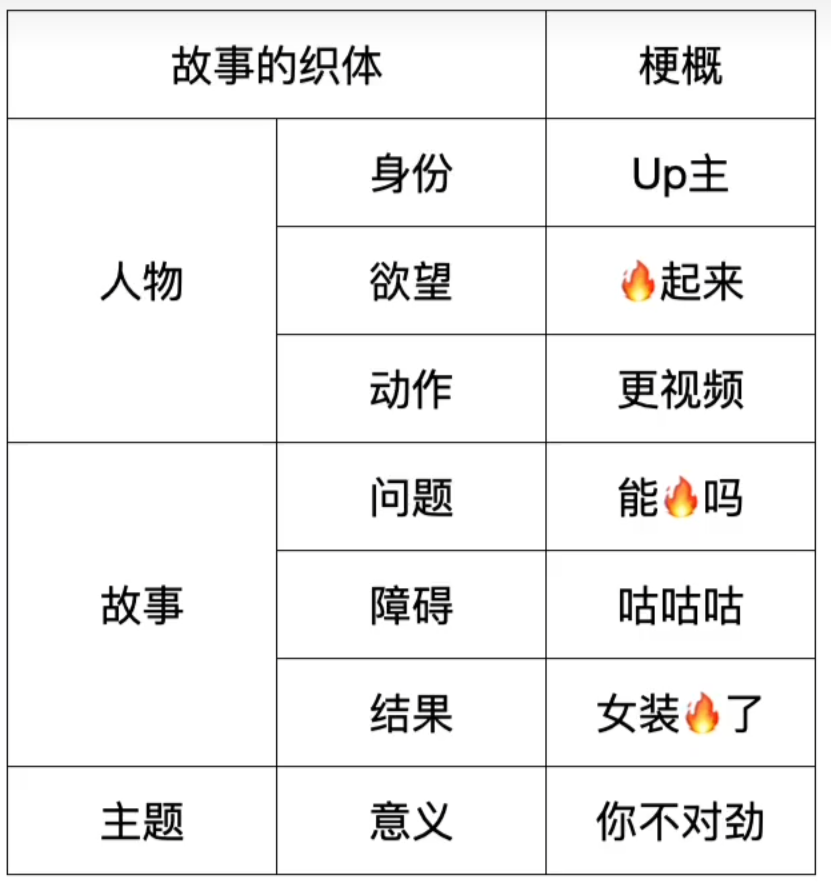 故事的织体 梗概
人物 身份 Up主
欲望 🔥起来
动作 更视频
故事 问题 能🔥吗
障碍 咕咕咕
结果 女装🔥了
主题 意义 你不对劲